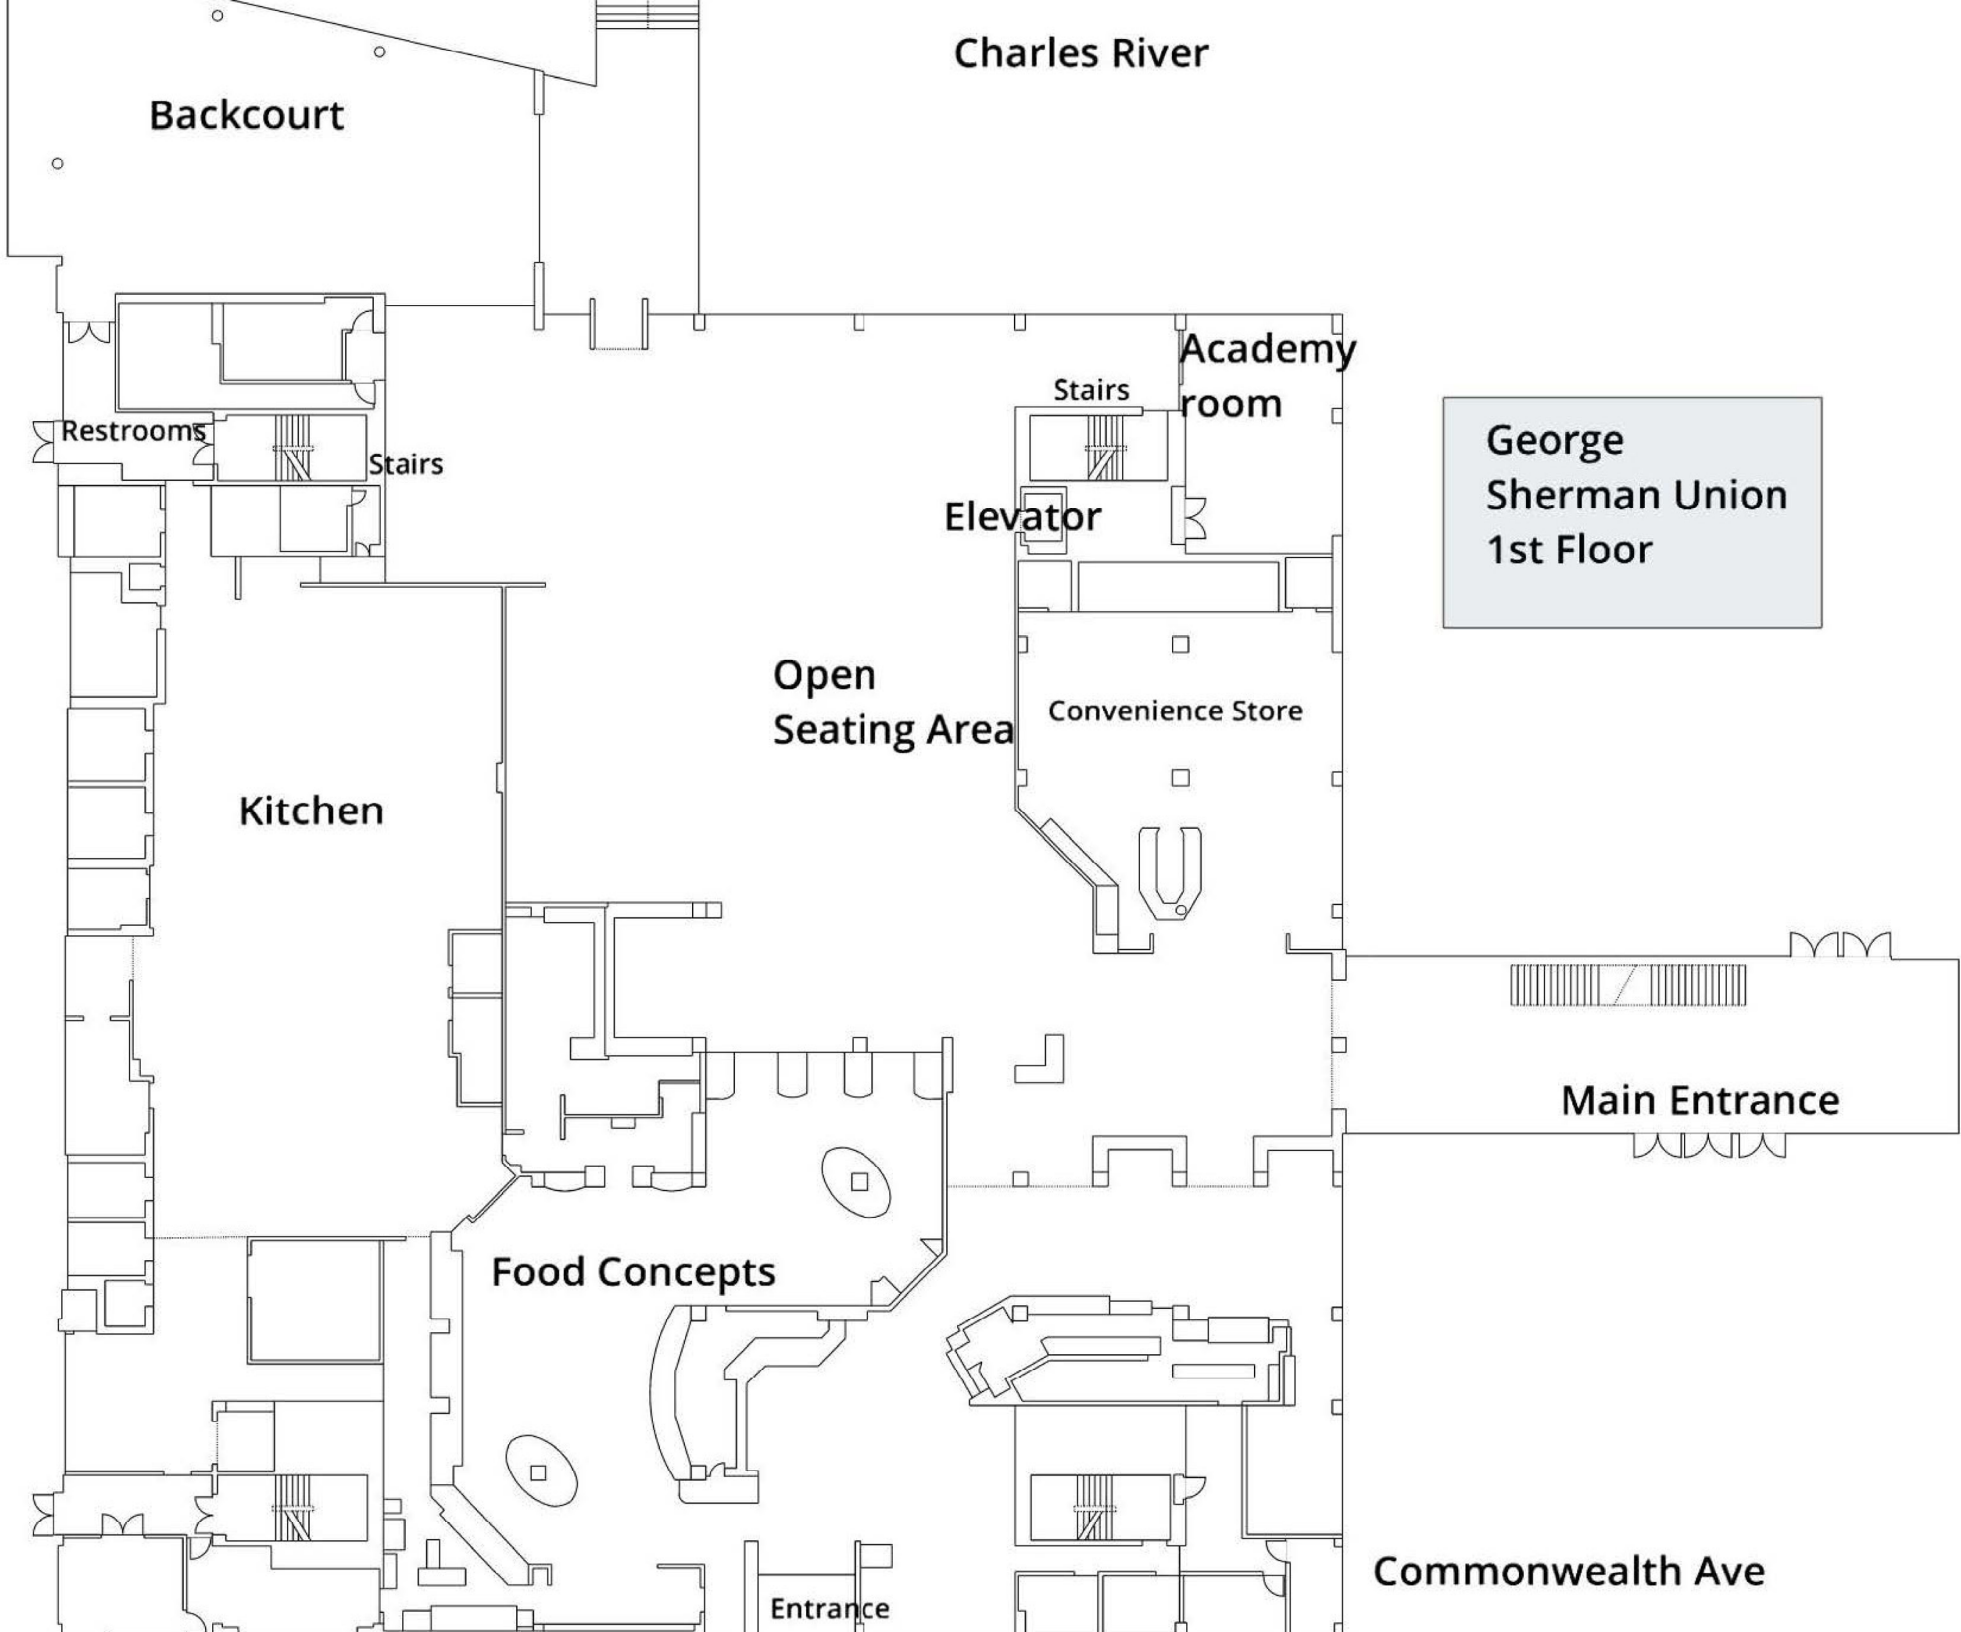 Charles River
Backcourt
Academy
room
Stairs
Restrooms
Stairs
George
Sherman Union
1st Floor
Elevator
Open
Seating Area
Convenience Store
Kitchen
Main Entrance
Food Concepts
Commonwealth Ave
Entrance